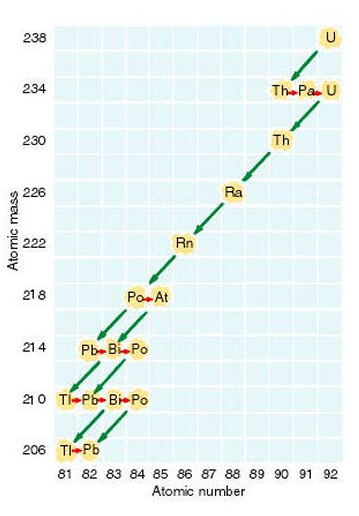 238 U
234 Th Pa U
230 Th
226 Ra
222 Rn
218 Po At
214 Pb Bi Po
210 Tl Pb Bi Po
206 Tl Pb
81 82 83 84 85 86 87 88 89 90 91 92
Atomic number
Atomic mass